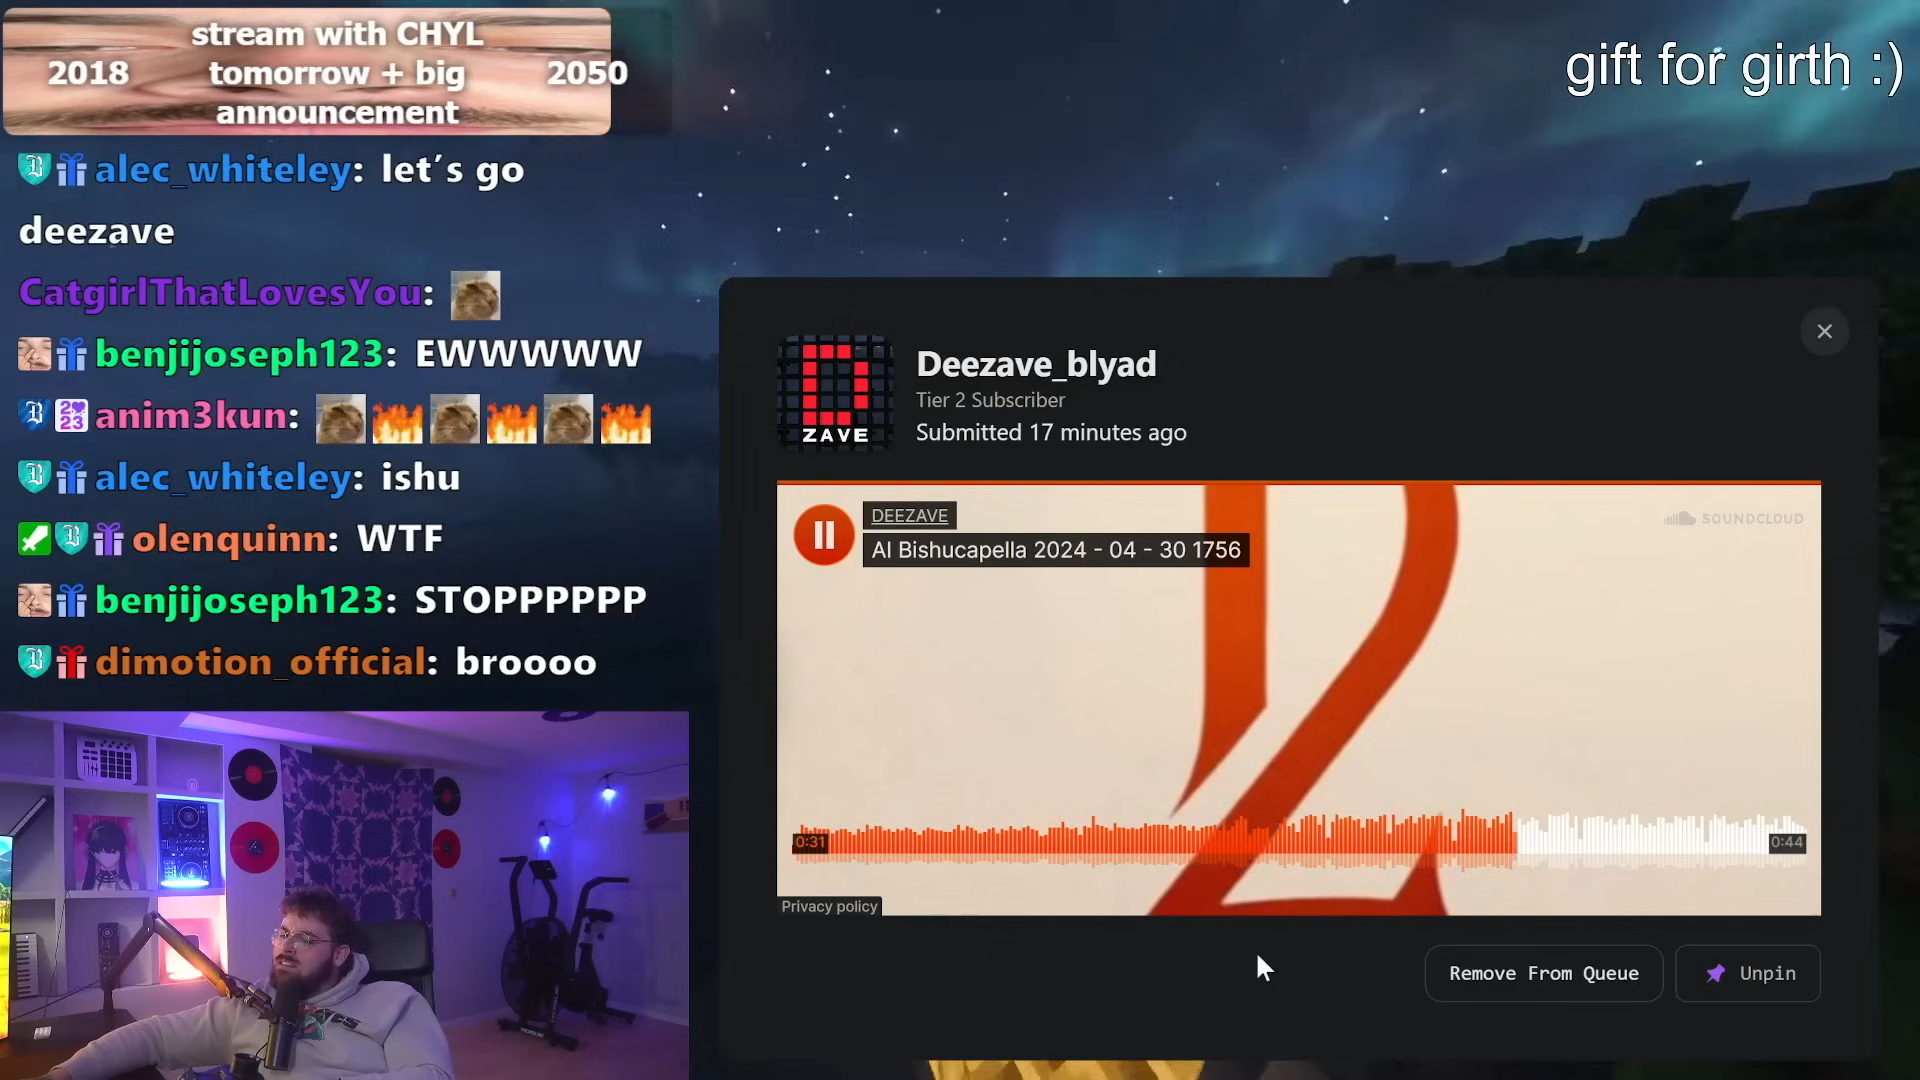 stream with CHYL
2018 tomorrow + big 2050
announcement
gift for girth :)
alec_whiteley: let's go
deezave
CatgirlThatLovesYou:
benjijoseph123: EWWWWW
2023 anim3kun:
alec_whiteley: ishu
olenquinn: WTF
benjijoseph123: STOPPPPPP
dimotion_official: broooo
ZAVE
Deezave_blyad
Tier 2 Subscriber
Submitted 17 minutes ago
DEEZAVE
AI Bishucapella 2024 - 04 - 30 1756
SOUNDCLOUD
0:31
0:44
Privacy policy
Remove From Queue
Unpin